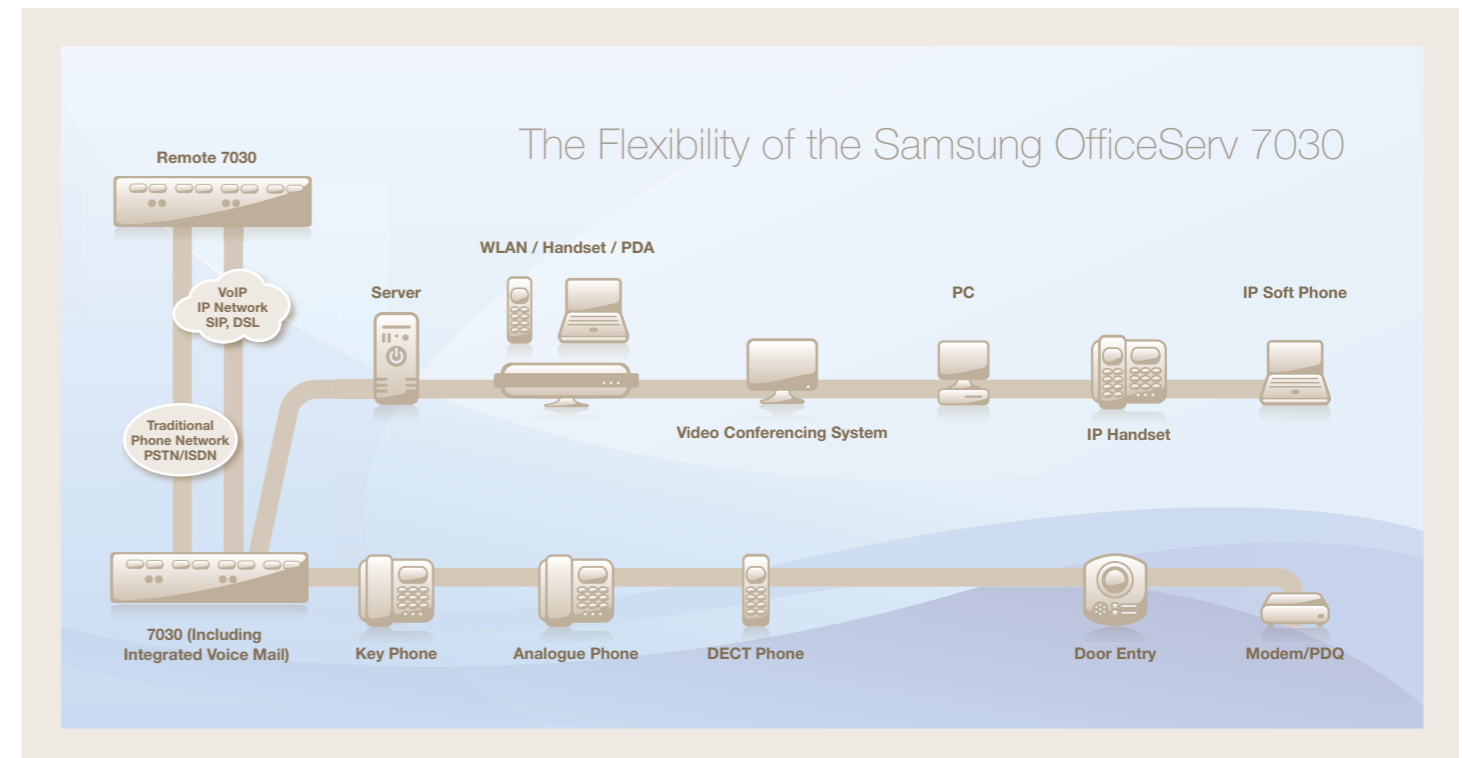 The Flexibility of the Samsung OfficeServ 7030
Remote 7030
WLAN / Handset / PDA
VoIP
IP Network
SIP, DSL
Server
PC
IP Soft Phone
Traditional
Phone Network
PSTN/ISDN
Video Conferencing System
IP Handset
7030 (Including
Integrated Voice Mail)
Key Phone
Analogue Phone
DECT Phone
Door Entry
Modem/PDQ